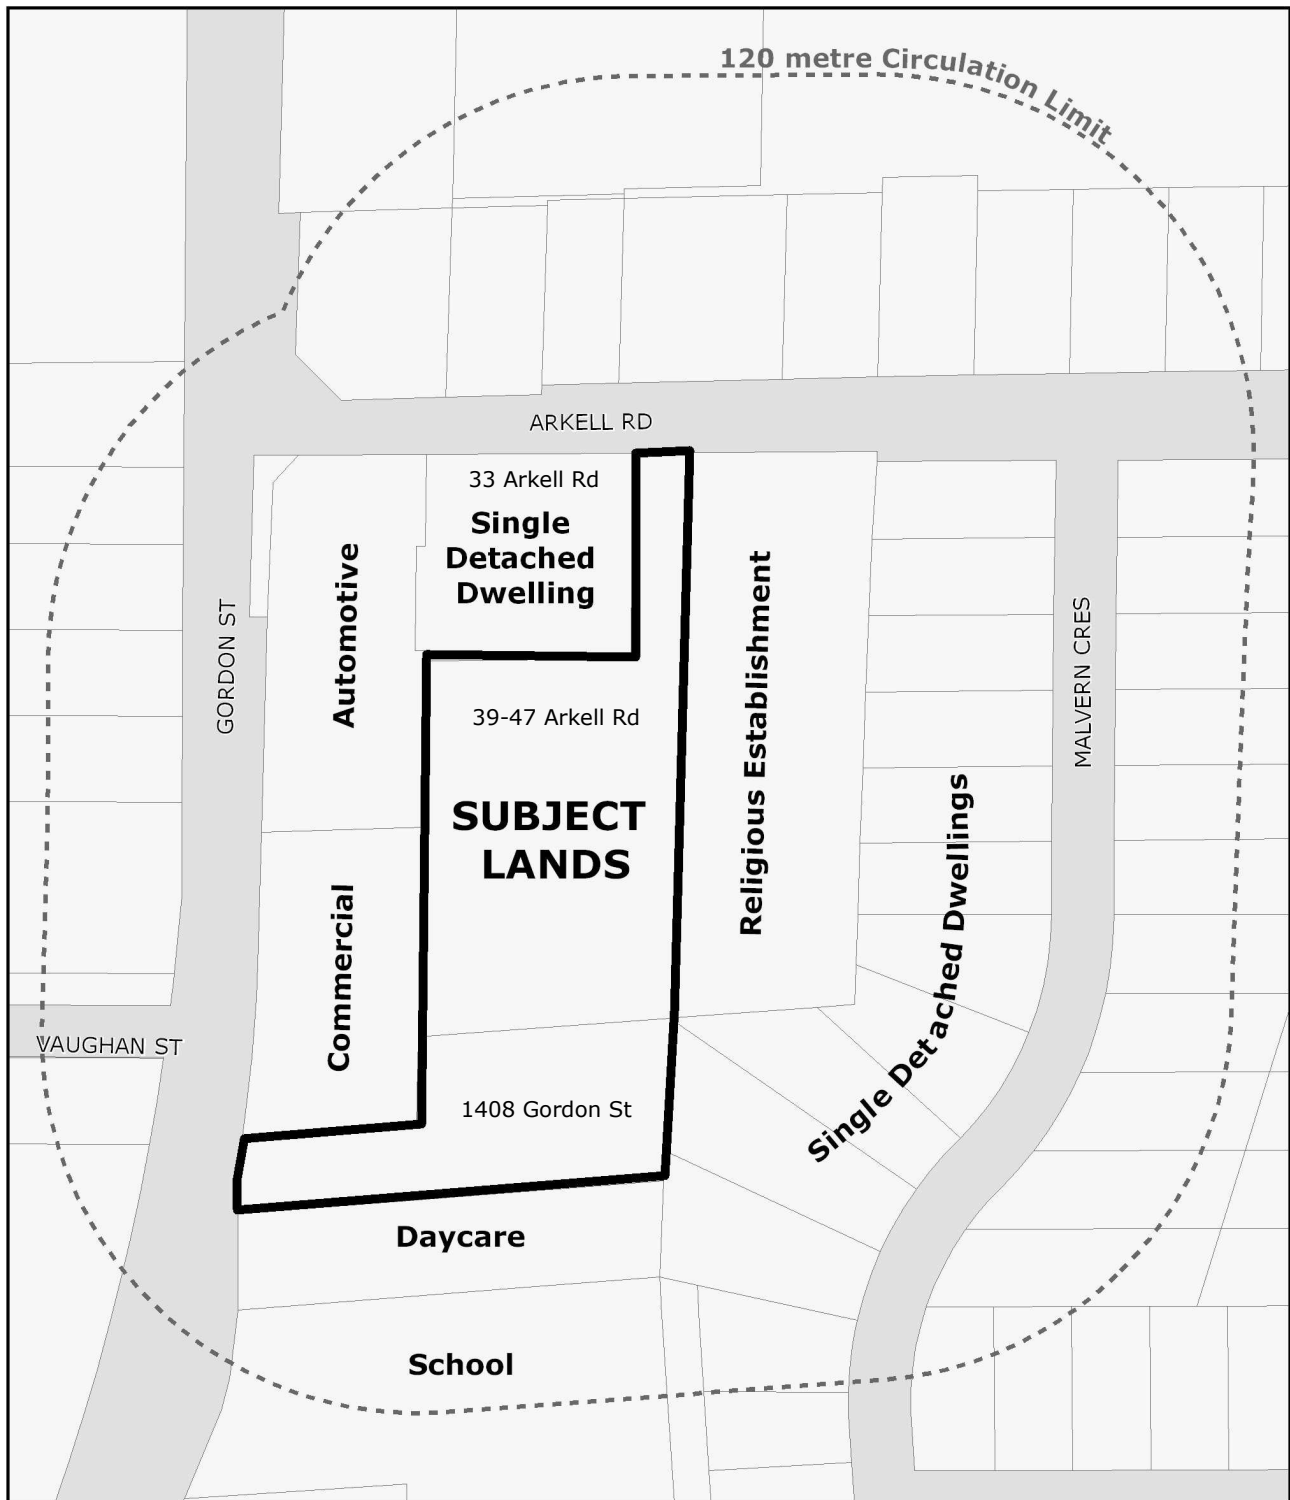 120 metre Circulation Limit
ARKELL RD
33 Arkell Rd
Single
Detached
Dwelling
Automotive
GORDON ST
Religious Establishment
MALVERN CRES
39-47 Arkell Rd
SUBJECT
LANDS
Single Detached Dwellings
Commercial
VAUGHAN ST
1408 Gordon St
Daycare
School